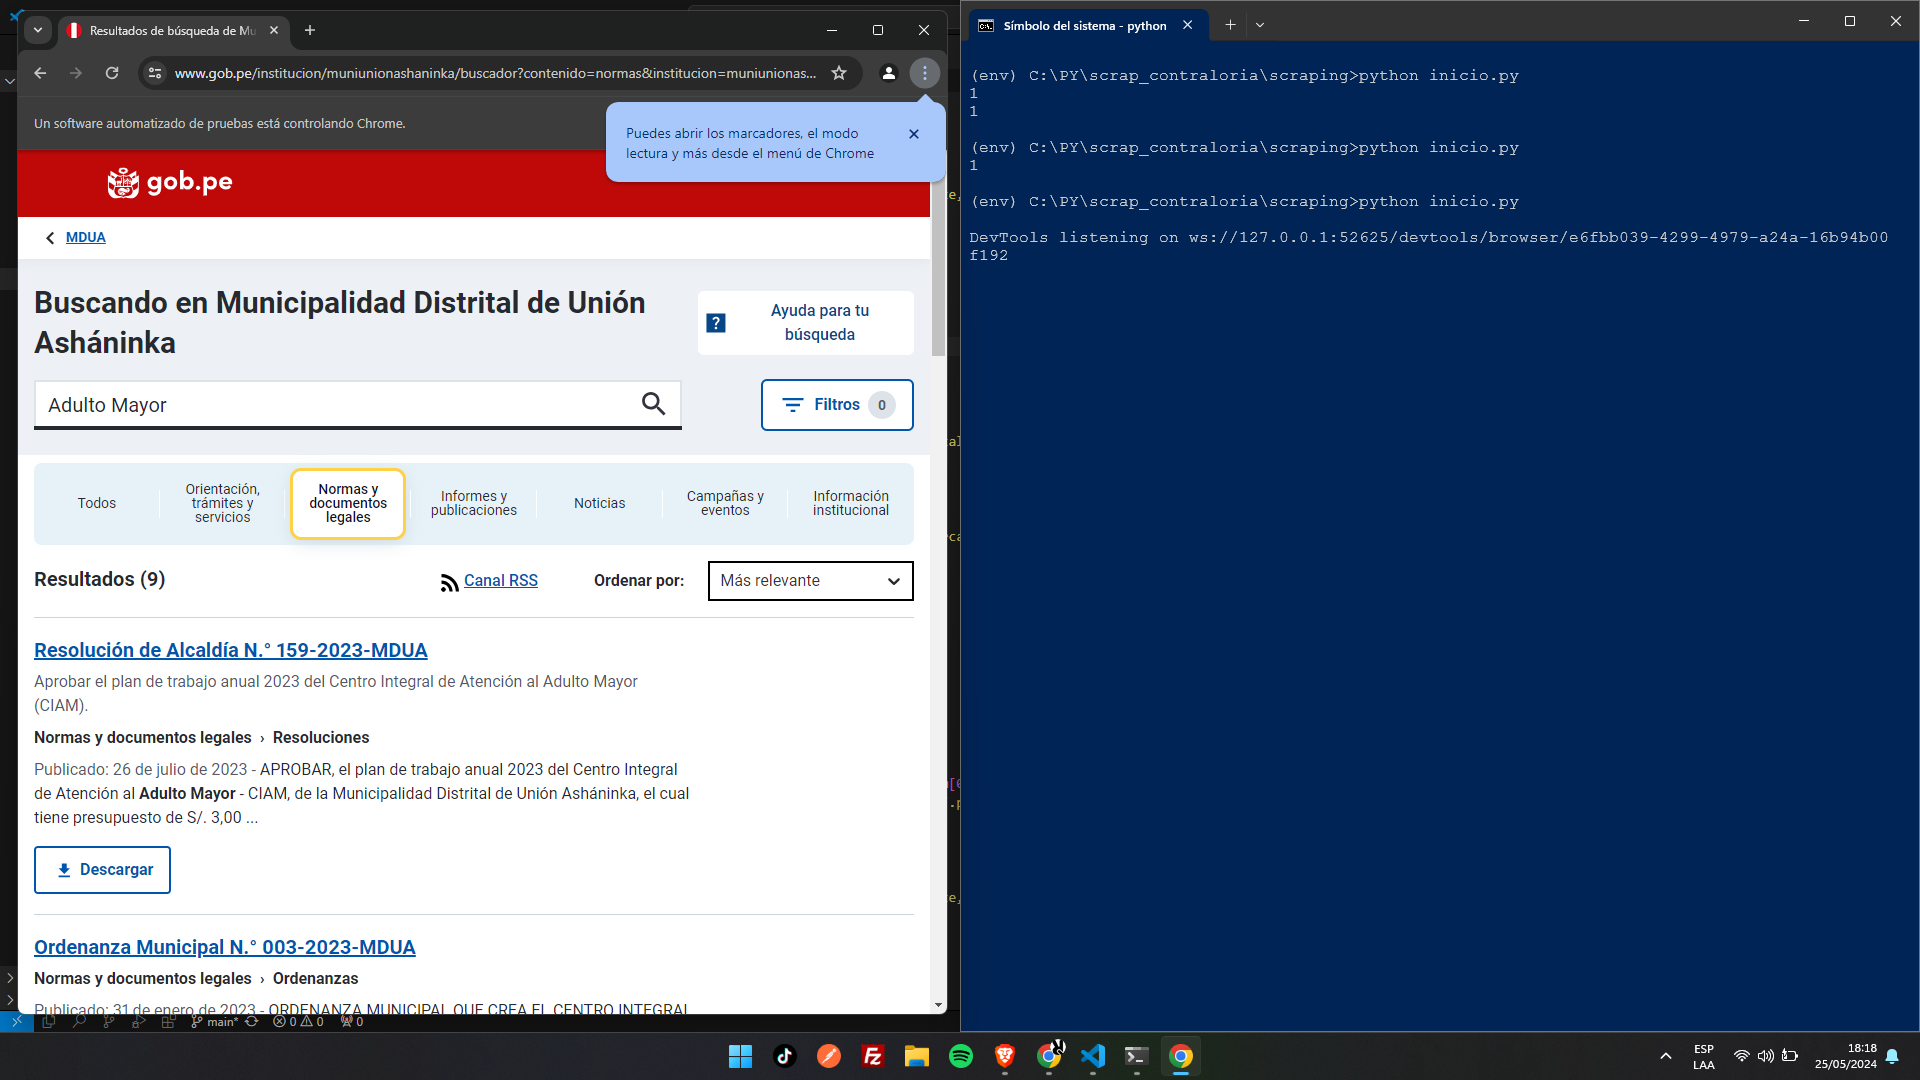 Resultados de búsqueda de Mu
www.gob.pe/institucion/muniunionashaninka/buscador?contenido=normas&institucion=muniunionas...
Un software automatizado de pruebas está controlando Chrome.
Puedes abrir los marcadores, el modo
lectura y más desde el menú de Chrome
gob.pe
MDUA
Buscando en Municipalidad Distrital de Unión
Asháninka
? Ayuda para tu
búsqueda
Adulto Mayor
Filtros 0
Todos
Orientación,
trámites y
servicios
Normas y
documentos
legales
Informes y
publicaciones
Noticias
Campañas y
eventos
Información
institucional
Resultados (9)
Canal RSS
Ordenar por:
Más relevante
Resolución de Alcaldía N.° 159-2023-MDUA
Aprobar el plan de trabajo anual 2023 del Centro Integral de Atención al Adulto Mayor
(CIAM).
Normas y documentos legales › Resoluciones
Publicado: 26 de julio de 2023 - APROBAR, el plan de trabajo anual 2023 del Centro Integral
de Atención al Adulto Mayor - CIAM, de la Municipalidad Distrital de Unión Asháninka, el cual
tiene presupuesto de S/. 3,00 ...
Descargar
Ordenanza Municipal N.° 003-2023-MDUA
Normas y documentos legales › Ordenanzas
Publicado: 31 de enero de 2023 - ORDENANZA MUNICIPAL QUE CREA EL CENTRO INTEGRAL
main* 0 0 0
Símbolo del sistema - python
(env) C:\PY\scrap_contraloria\scraping>python inicio.py
1
1
(env) C:\PY\scrap_contraloria\scraping>python inicio.py
1
(env) C:\PY\scrap_contraloria\scraping>python inicio.py
DevTools listening on ws://127.0.0.1:52625/devtools/browser/e6fbb039-4299-4979-a24a-16b94b00
f192
Fz
ESP
LAA
18:18
25/05/2024